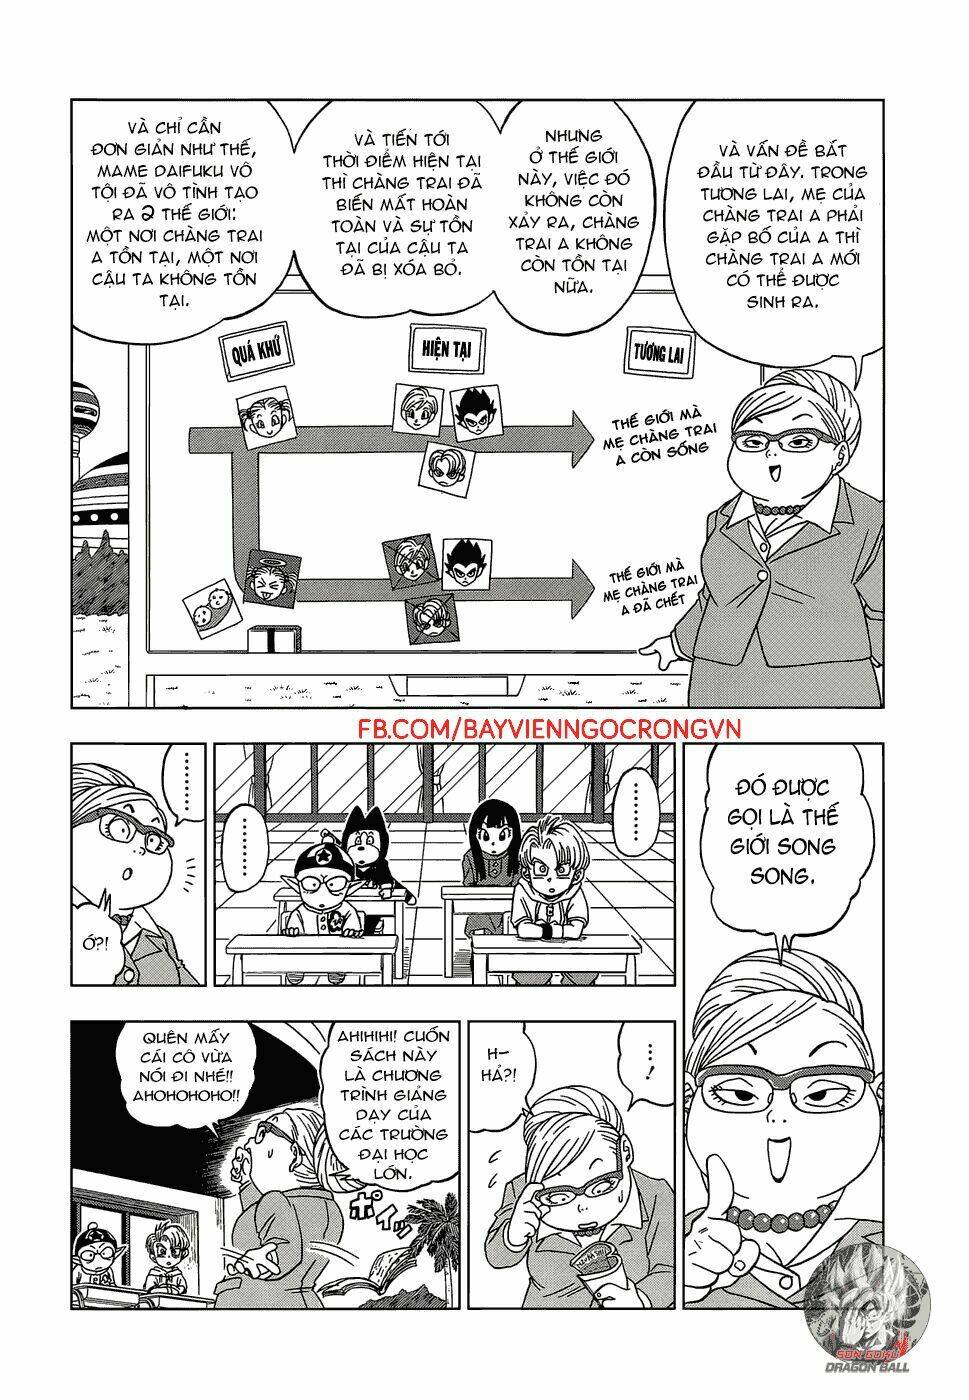 VÀ VẤN ĐỀ BẮT
ĐẦU TỪ ĐÂY. TRONG
TƯƠNG LAI, MẸ CỦA
CHÀNG TRAI A PHẢI
GẶP BỐ CỦA A THÌ
CHÀNG TRAI A MỚI
CÓ THỂ ĐƯỢC
SINH RA.
NHƯNG
Ở THẾ GIỚI
NÀY, VIỆC ĐÓ
KHÔNG CÒN
XẢY RA, CHÀNG
TRAI A KHÔNG
CÒN TỒN TẠI
NỮA.
VÀ TIẾN TỚI
THỜI ĐIỂM HIỆN TẠI
THÌ CHÀNG TRAI ĐÃ
BIẾN MẤT HOÀN
TOÀN VÀ SỰ TỒN
TẠI CỦA CẬU TA
ĐÃ BỊ XÓA BỎ.
VÀ CHỈ CẦN
ĐƠN GIẢN NHƯ THẾ,
MAME DAIFUKU VÔ
TỘI ĐÃ VÔ TÌNH TẠO
RA 2 THẾ GIỚI:
MỘT NƠI CHÀNG TRAI
A TỒN TẠI, MỘT NƠI
CẬU TA KHÔNG TỒN
TẠI.
QUÁ KHỨ
HIỆN TẠI
TƯƠNG LAI
THẾ GIỚI MÀ
MẸ CHÀNG TRAI
A CÒN SỐNG
THẾ GIỚI MÀ
MẸ CHÀNG TRAI
A ĐÃ CHẾT
FB.COM/BAYVIENNGOCRONGVN
ĐÓ ĐƯỢC
GỌI LÀ THẾ
GIỚI SONG
SONG.
.........
.........
Ớ?!
...!
H-
HẢ?!
AHIHIHI! CUỐN
SÁCH NÀY
LÀ CHƯƠNG
TRÌNH GIẢNG
DẠY CỦA
CÁC TRƯỜNG
ĐẠI HỌC
LỚN.
ポイッ
QUÊN MẤY
CÁI CÔ VỪA
NÓI ĐI NHÉ!!
AHOHOHOHO!!
SON GOKU
DRAGON BALL